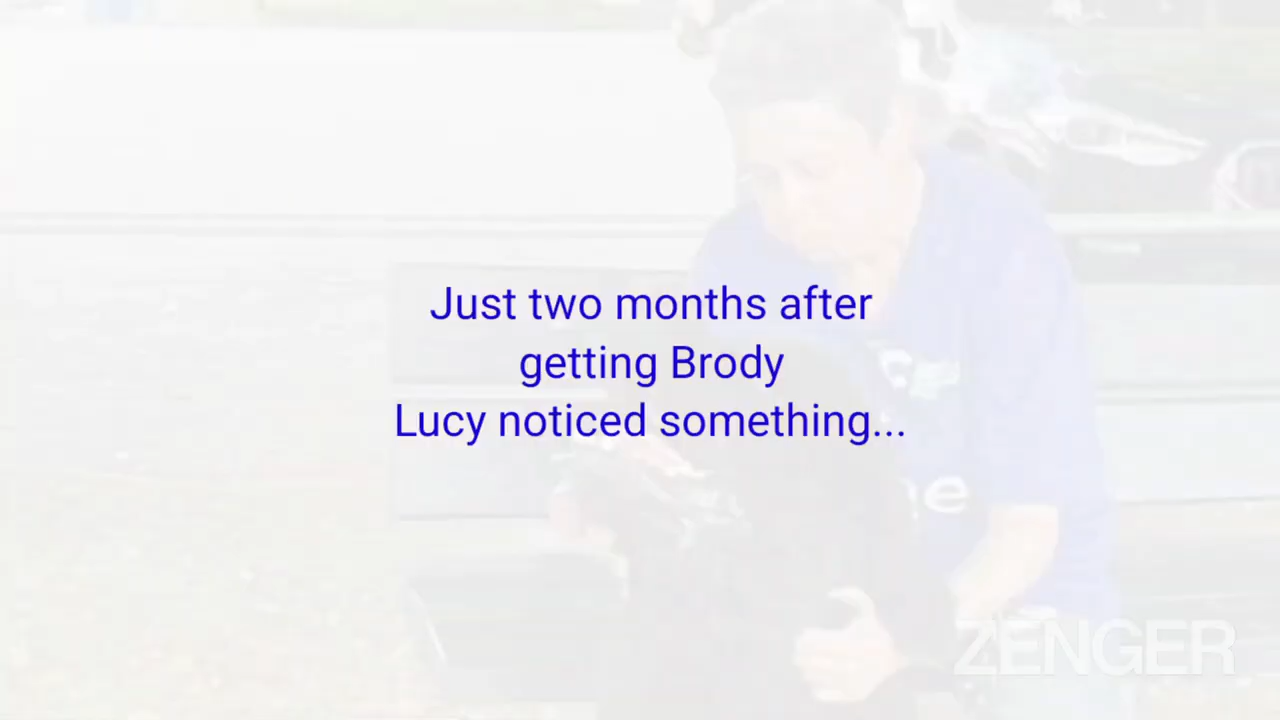 Just two months after
getting Brody
Lucy noticed something...
ZENGER